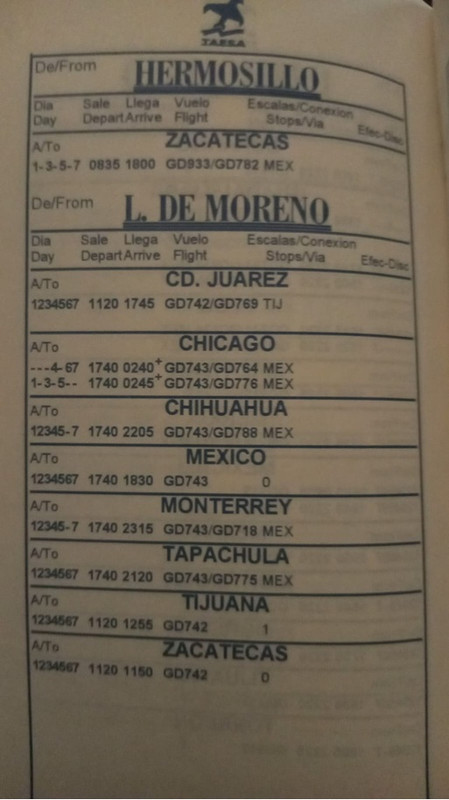 TAESA
De/From HERMOSILLO
Dia Sale Llega Vuelo Escalas/Conexion
Day Depart Arrive Flight Stops/Via Efec-Disc
A/To ZACATECAS
1-3-5-7 0835 1800 GD933/GD782 MEX
De/From L. DE MORENO
Dia Sale Llega Vuelo Escalas/Conexion
Day Depart Arrive Flight Stops/Via Efec-Disc
A/To CD. JUAREZ
1234567 1120 1745 GD742/GD769 TIJ
A/To CHICAGO
---4-67 1740 0240+ GD743/GD764 MEX
1-3-5-- 1740 0245+ GD743/GD776 MEX
A/To CHIHUAHUA
12345-7 1740 2205 GD743/GD788 MEX
A/To MEXICO
1234567 1740 1830 GD743 0
A/To MONTERREY
12345-7 1740 2315 GD743/GD718 MEX
A/To TAPACHULA
1234567 1740 2120 GD743/GD775 MEX
A/To TIJUANA
1234567 1120 1255 GD742 1
A/To ZACATECAS
1234567 1120 1150 GD742 0